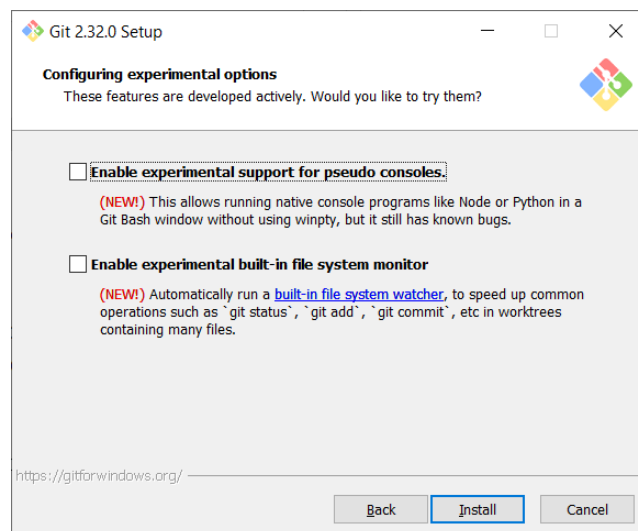 Git 2.32.0 Setup
Configuring experimental options
These features are developed actively. Would you like to try them?
Enable experimental support for pseudo consoles.
(NEW!) This allows running native console programs like Node or Python in a
Git Bash window without using winpty, but it still has known bugs.
Enable experimental built-in file system monitor
(NEW!) Automatically run a built-in file system watcher, to speed up common
operations such as `git status`, `git add`, `git commit`, etc in worktrees
containing many files.
https://gitforwindows.org/
Back Install Cancel